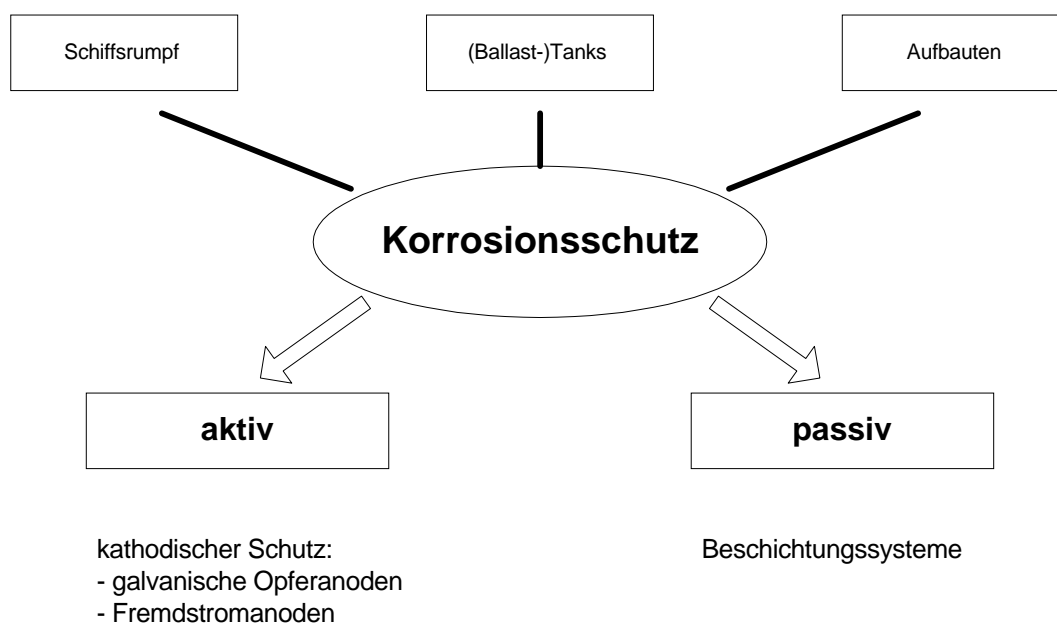 Schiffsrumpf
(Ballast-)Tanks
Aufbauten
Korrosionsschutz
aktiv
passiv
kathodischer Schutz:
- galvanische Opferanoden
- Fremdstromanoden
Beschichtungssysteme